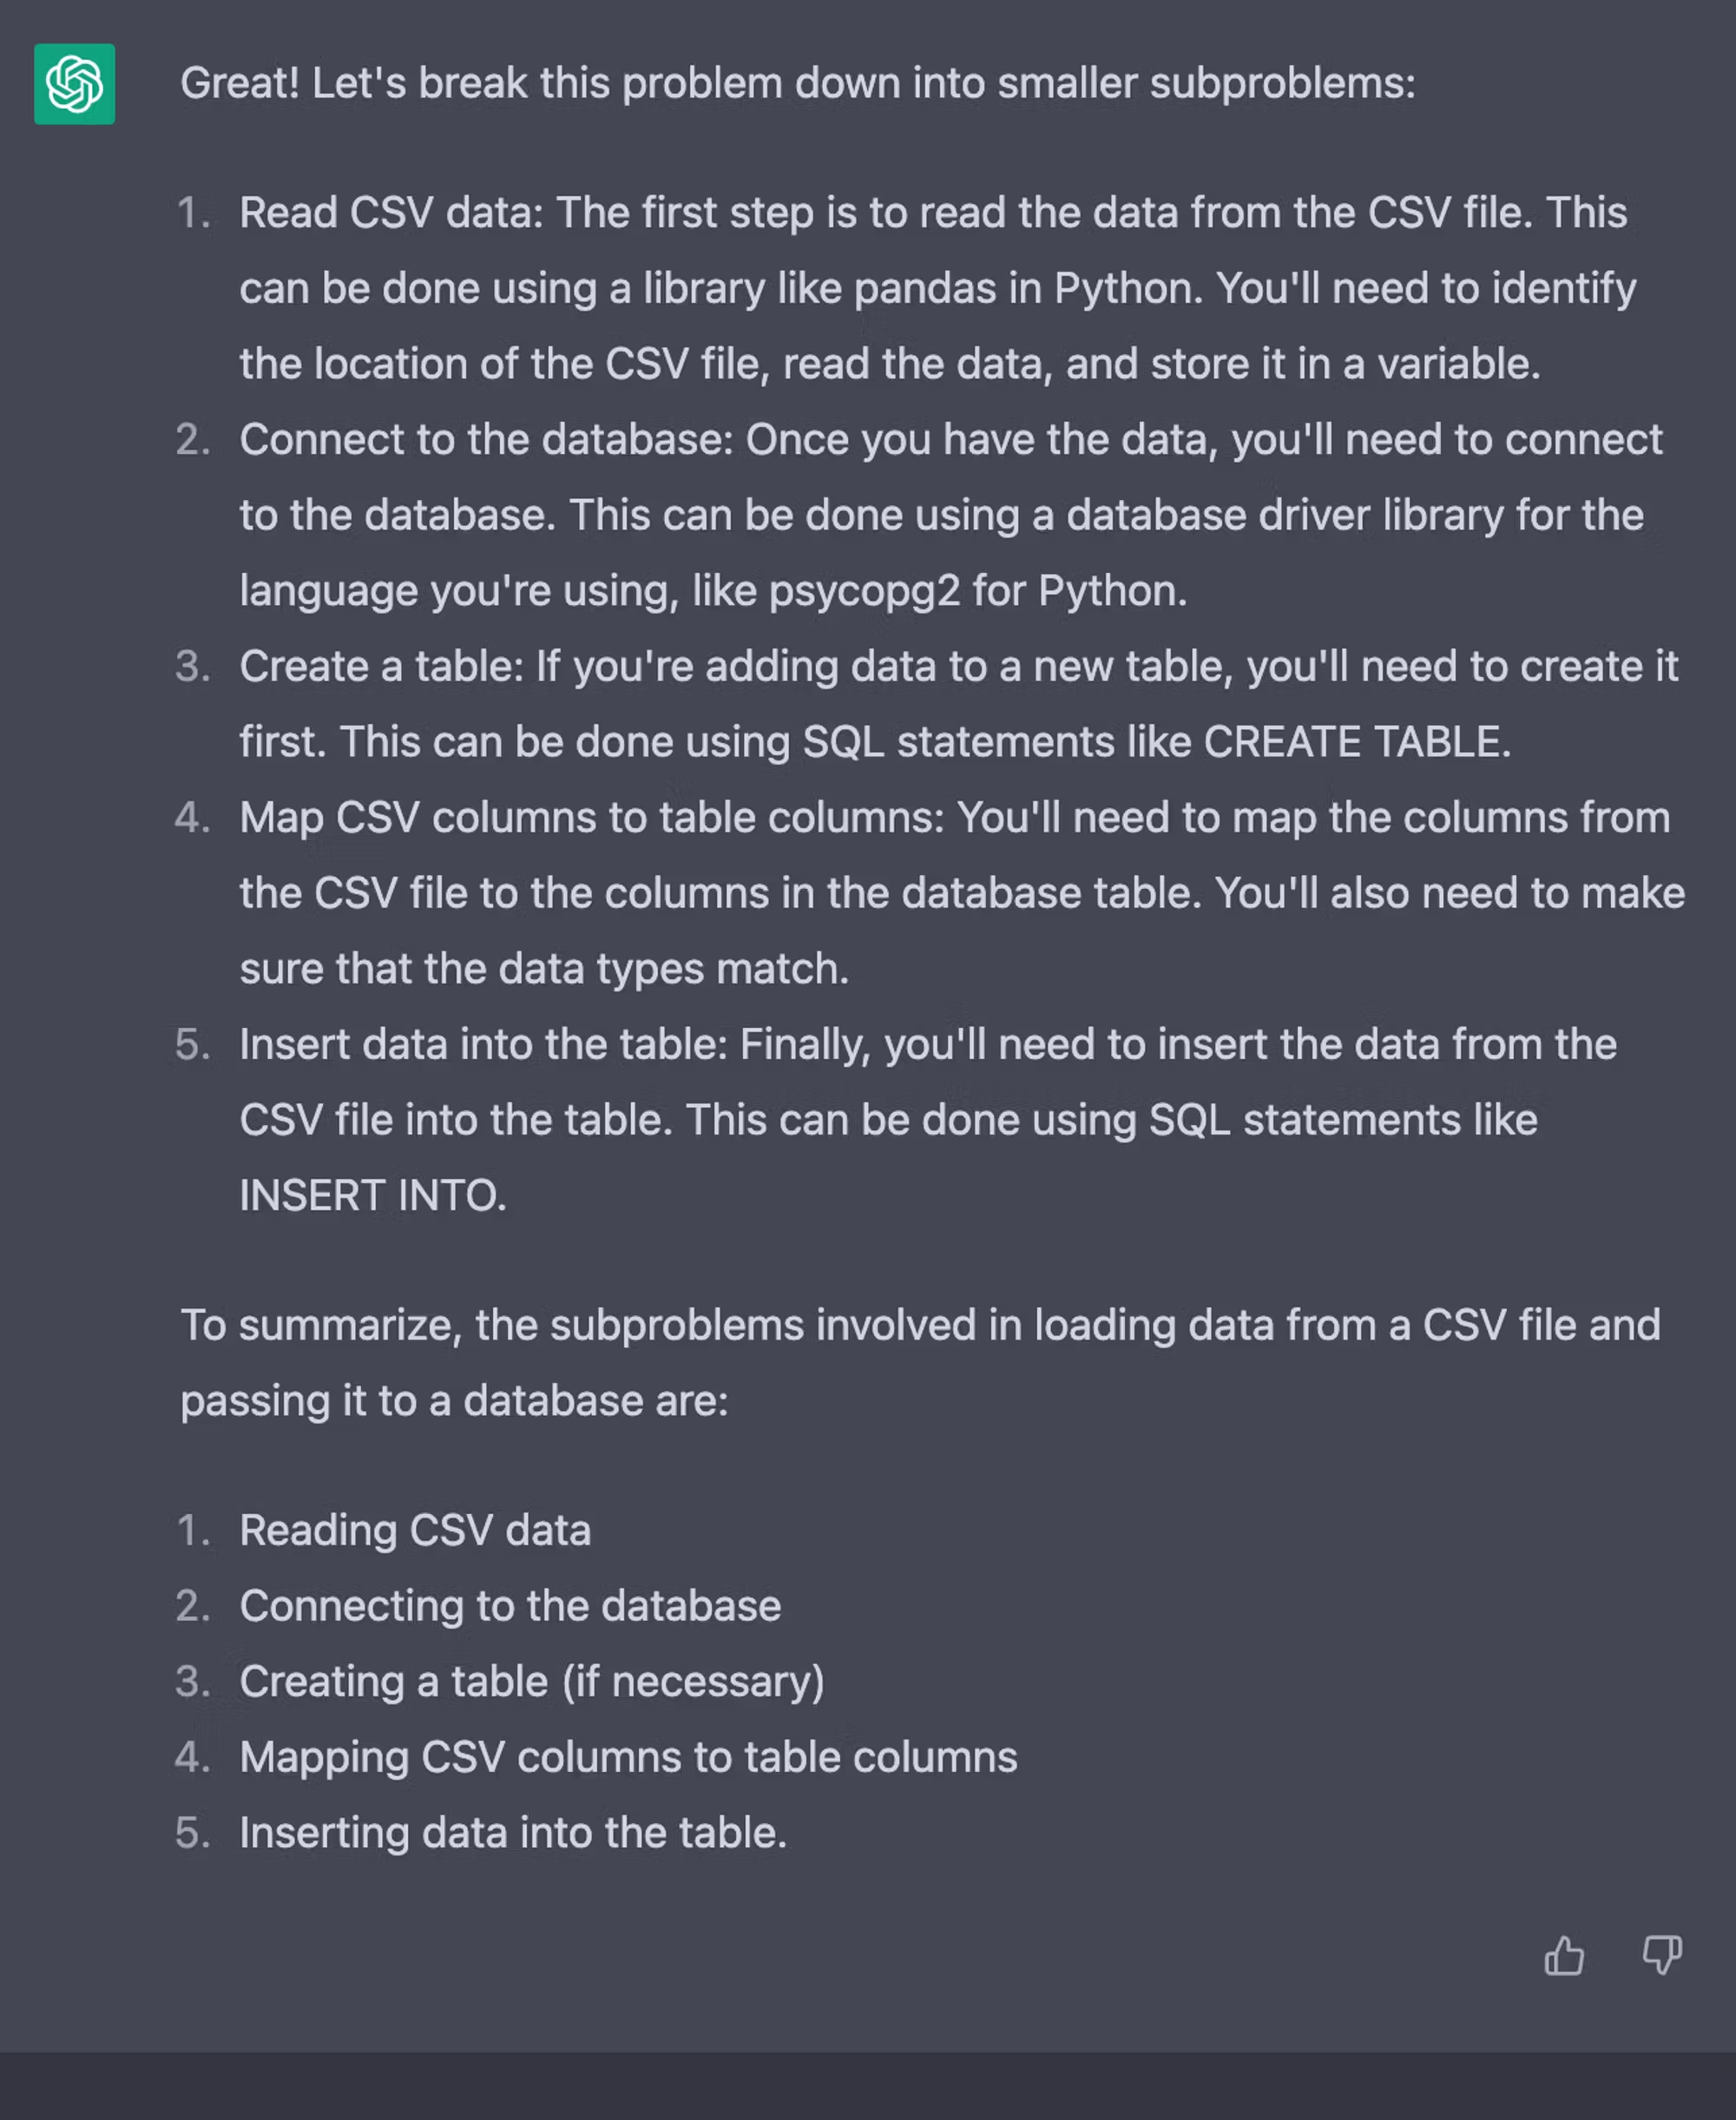 Great! Let's break this problem down into smaller subproblems:
1. Read CSV data: The first step is to read the data from the CSV file. This
can be done using a library like pandas in Python. You'll need to identify
the location of the CSV file, read the data, and store it in a variable.
2. Connect to the database: Once you have the data, you'll need to connect
to the database. This can be done using a database driver library for the
language you're using, like psycopg2 for Python.
3. Create a table: If you're adding data to a new table, you'll need to create it
first. This can be done using SQL statements like CREATE TABLE.
4. Map CSV columns to table columns: You'll need to map the columns from
the CSV file to the columns in the database table. You'll also need to make
sure that the data types match.
5. Insert data into the table: Finally, you'll need to insert the data from the
CSV file into the table. This can be done using SQL statements like
INSERT INTO.
To summarize, the subproblems involved in loading data from a CSV file and
passing it to a database are:
1. Reading CSV data
2. Connecting to the database
3. Creating a table (if necessary)
4. Mapping CSV columns to table columns
5. Inserting data into the table.